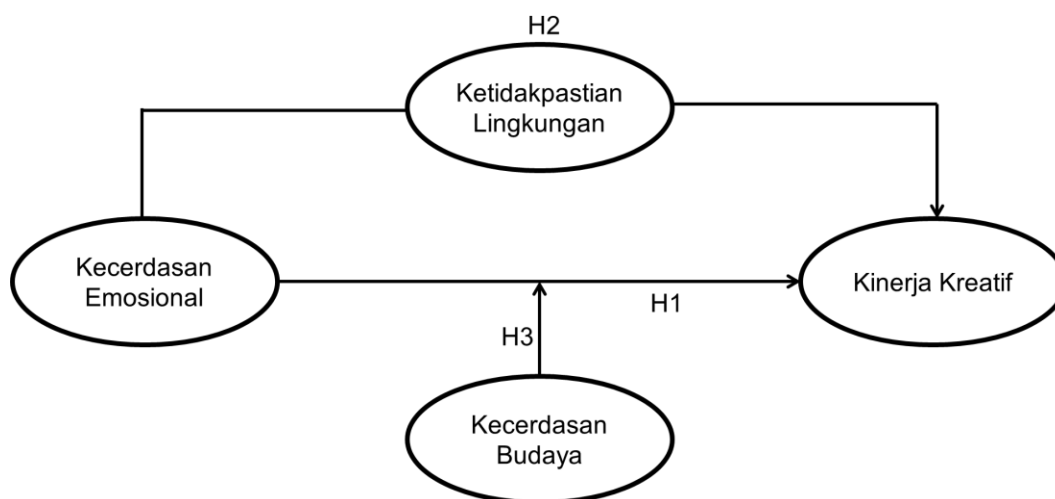 H2
Ketidakpastian
Lingkungan
Kecerdasan
Emosional
Kinerja Kreatif
H1
H3
Kecerdasan
Budaya